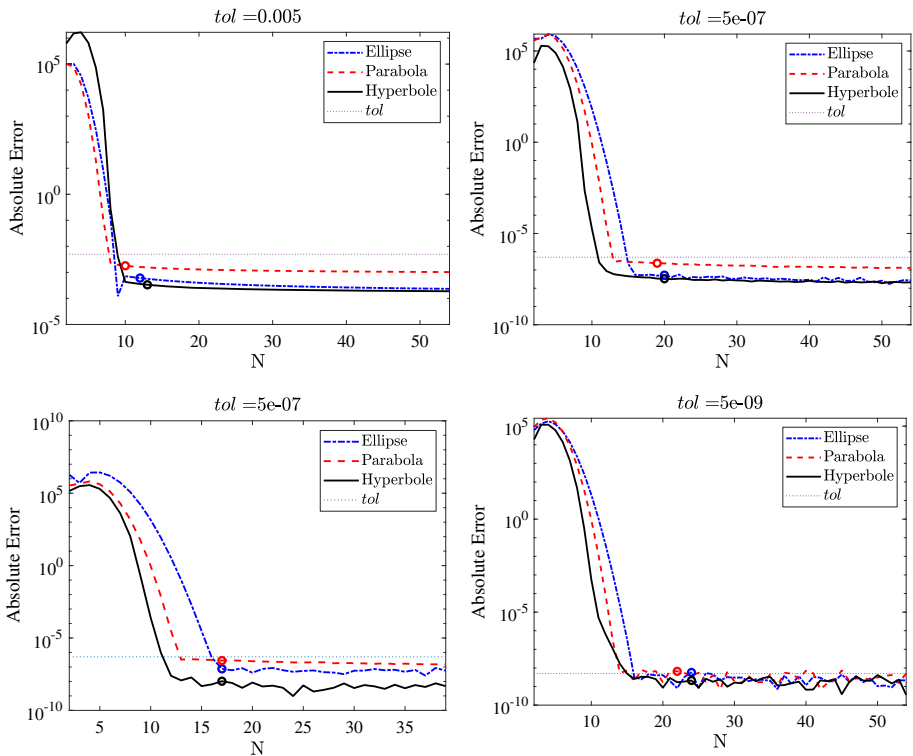 tol =0.005
Absolute Error
10^5
10^0
10^-5
Ellipse
Parabola
Hyperbole
tol
10 20 30 40 50
N
tol =5e-07
Absolute Error
10^5
10^0
10^-5
10^-10
Ellipse
Parabola
Hyperbole
tol
10 20 30 40 50
N
tol =5e-07
Absolute Error
10^10
10^5
10^0
10^-5
10^-10
Ellipse
Parabola
Hyperbole
tol
5 10 15 20 25 30 35
N
tol =5e-09
Absolute Error
10^5
10^0
10^-5
10^-10
Ellipse
Parabola
Hyperbole
tol
10 20 30 40 50
N